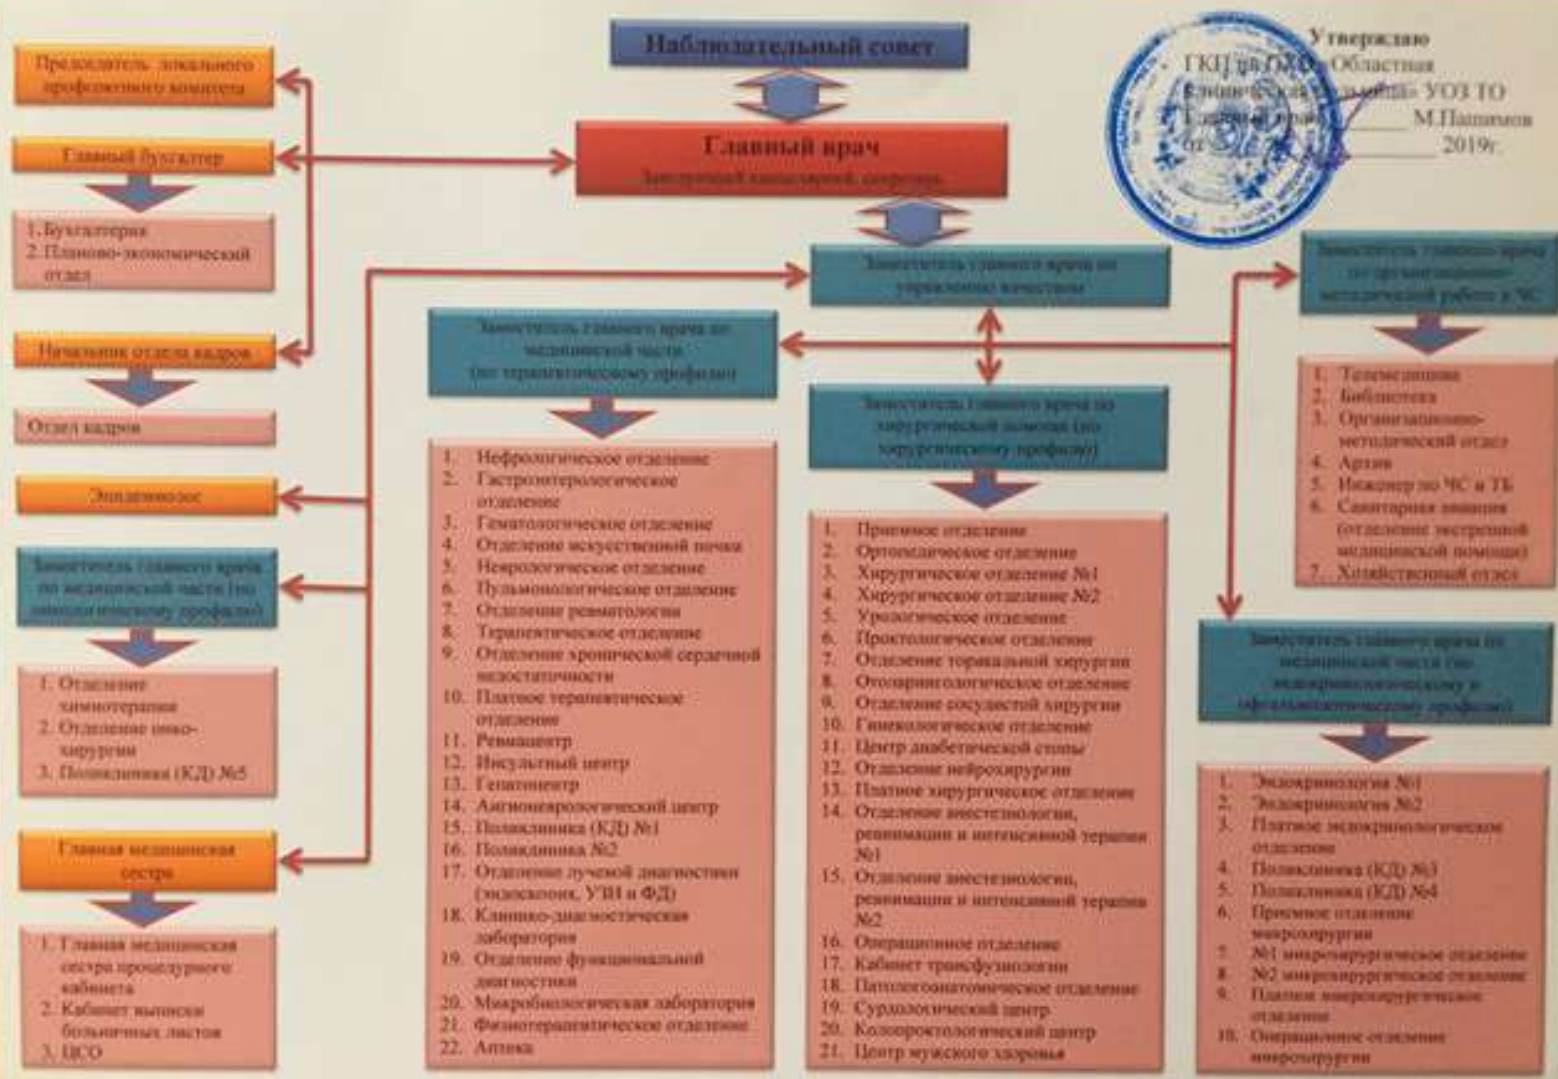 Наблюдательный совет
Утверждаю
ГКП на ПХВ «Областная
клиническая больница» УОЗ ТО
Главный врач М.Пашимов
от 2019г.
Главный врач
Заведующей канцелярией, секретарь
Председатель локального
профсоюзного комитета
Главный бухгалтер
1. Бухгалтерия
2. Планово-экономический
отдел
Начальник отдела кадров
Отдел кадров
Эпидемиолог
Заместитель главного врача
по медицинской части (по
онкологическому профилю)
1. Отделение
химиотерапии
2. Отделение онко-
хирургии
3. Поликлиника (КД) №5
Главная медицинская
сестра
1. Главная медицинская
сестра процедурного
кабинета
2. Кабинет выписки
больничных листов
3. ЦСО
Заместитель главного врача по
медицинской части
(по терапевтическому профилю)
1. Нефрологическое отделение
2. Гастроэнтерологическое
отделение
3. Гематологическое отделение
4. Отделение искусственной почки
5. Неврологическое отделение
6. Пульмонологическое отделение
7. Отделение ревматологии
8. Терапевтическое отделение
9. Отделение хронической сердечной
недостаточности
10. Платное терапевтическое
отделение
11. Ревмацентр
12. Инсультный центр
13. Гепатоцентр
14. Ангионеврологический центр
15. Поликлиника (КД) №1
16. Поликлиника №2
17. Отделение лучевой диагностики
(эндоскопия, УЗИ и ФД)
18. Клинико-диагностическая
лаборатория
19. Отделение функциональной
диагностики
20. Микробиологическая лаборатория
21. Физиотерапевтическое отделение
22. Аптека
Заместитель главного врача по
управлению качеством
Заместитель главного врача по
хирургической помощи (по
хирургическому профилю)
1. Приемное отделение
2. Ортопедическое отделение
3. Хирургическое отделение №1
4. Хирургическое отделение №2
5. Урологическое отделение
6. Проктологическое отделение
7. Отделение торакальной хирургии
8. Отоларингологическое отделение
9. Отделение сосудистой хирургии
10. Гинекологическое отделение
11. Центр диабетической стопы
12. Отделение нейрохирургии
13. Платное хирургическое отделение
14. Отделение анестезиологии,
реанимации и интенсивной терапии
№1
15. Отделение анестезиологии,
реанимации и интенсивной терапии
№2
16. Операционное отделение
17. Кабинет трансфузиологии
18. Патологоанатомическое отделение
19. Сурдологический центр
20. Колопроктологический центр
21. Центр мужского здоровья
Заместитель главного врача
по организационно-
методической работе и ЧС
1. Телемедицина
2. Библиотека
3. Организационно-
методический отдел
4. Архив
5. Инженер по ЧС и ТБ
6. Санитарная авиация
(отделение экстренной
медицинской помощи)
7. Хозяйственный отдел
Заместитель главного врача по
медицинской части (по
эндокринологическому и
офтальмологическому профилю)
1. Эндокринология №1
2. Эндокринология №2
3. Платное эндокринологическое
отделение
4. Поликлиника (КД) №3
5. Поликлиника (КД) №4
6. Приемное отделение
микрохирургии
7. №1 микрохирургическое отделение
8. №2 микрохирургическое отделение
9. Платное микрохирургическое
отделение
10. Операционное отделение
микрохирургии